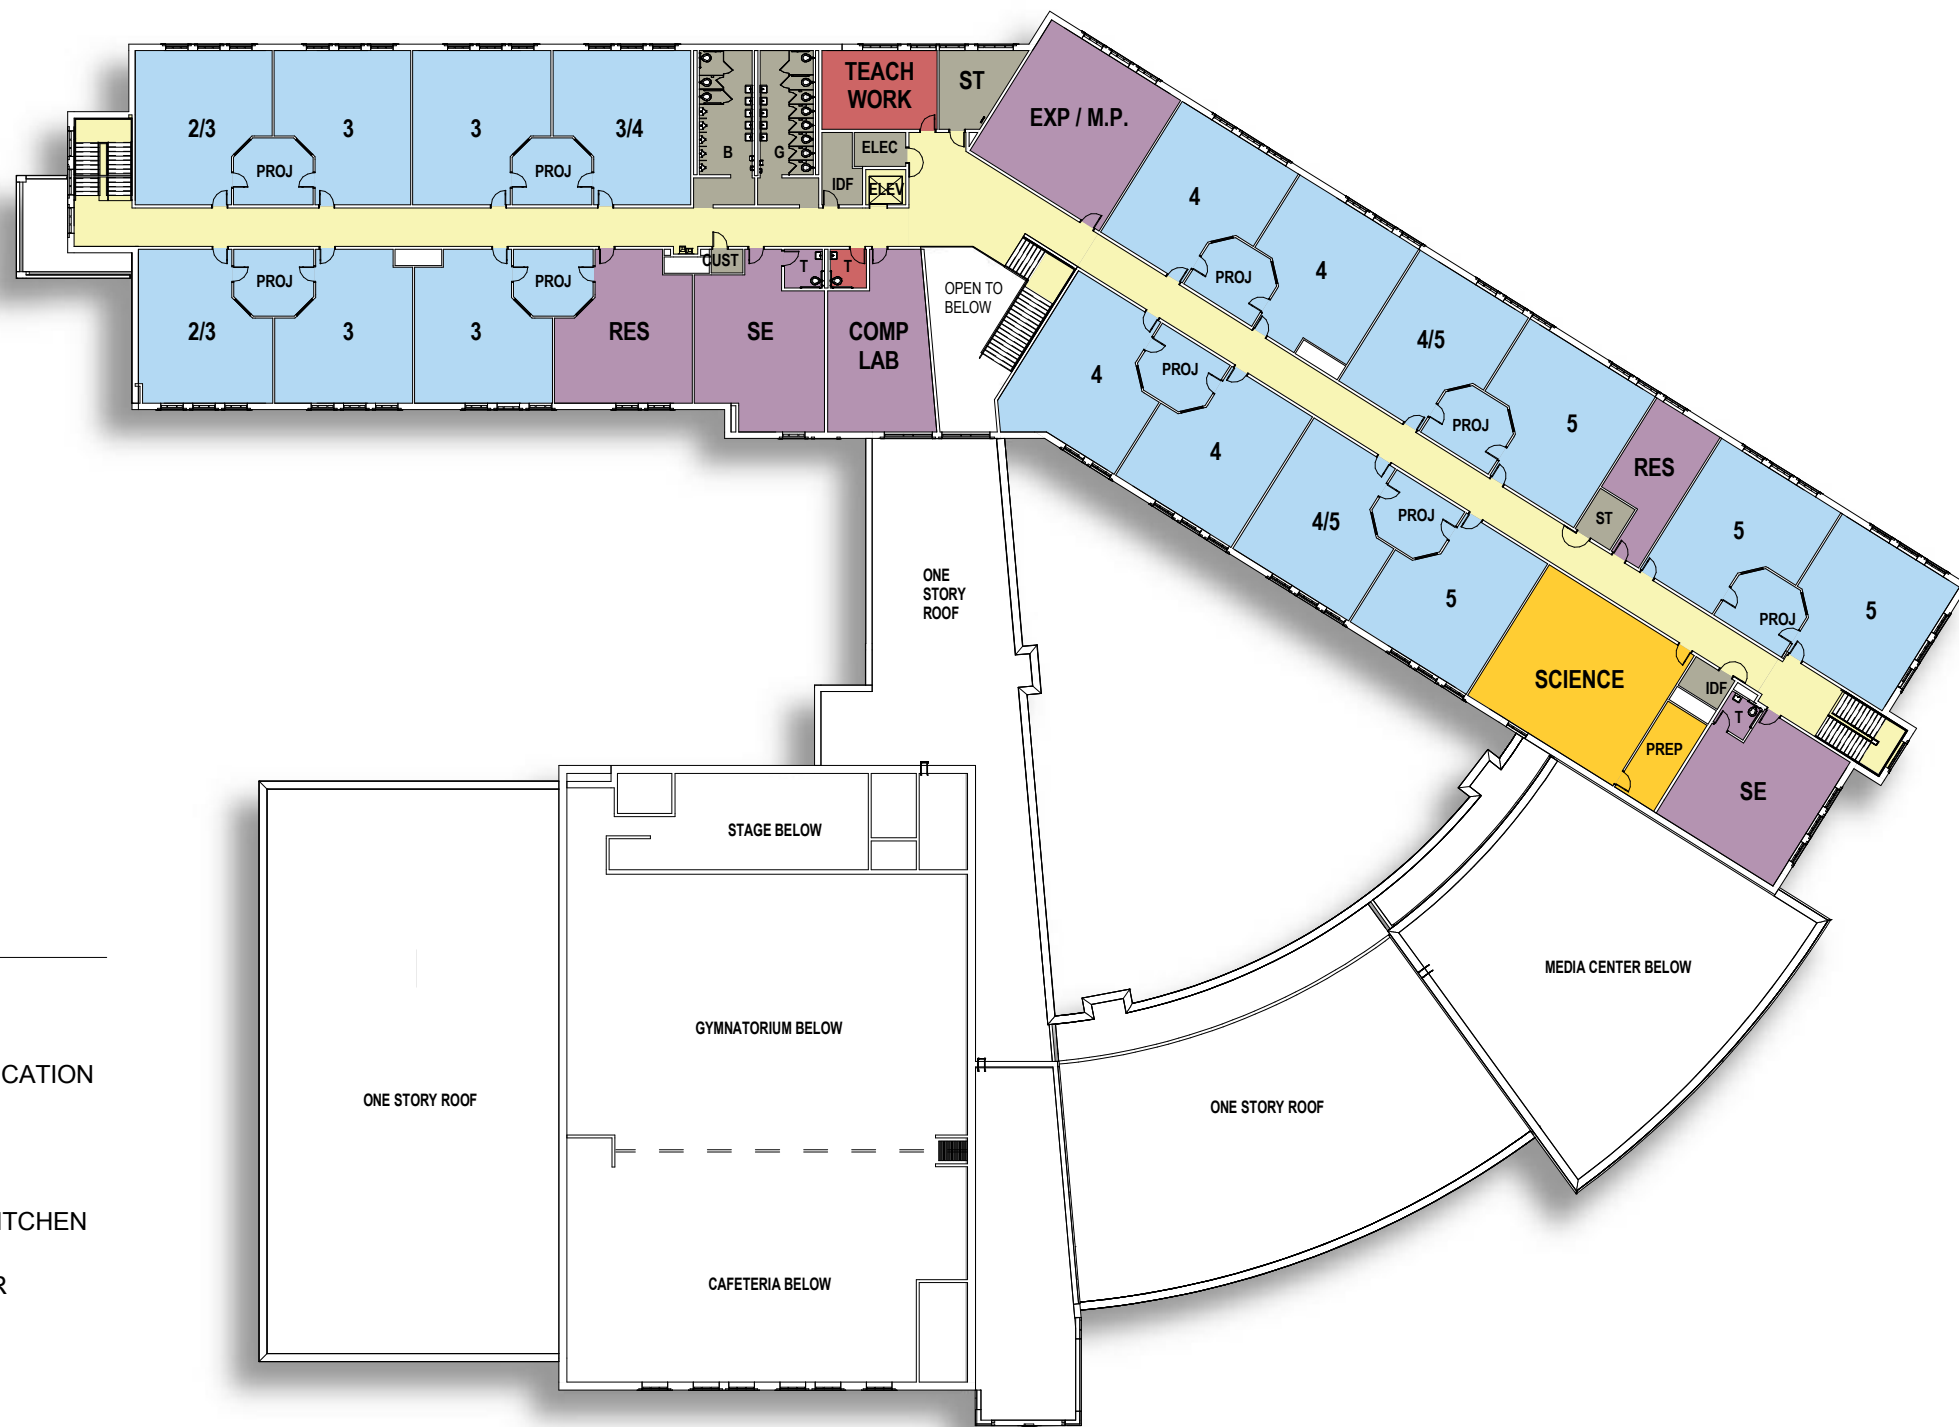 2/3
3
3
3/4
PROJ
PROJ
B
G
TEACH
WORK
ST
ELEC
IDF
ELEV
EXP / M.P.
2/3
3
3
PROJ
PROJ
RES
SE
CUST
T
T
COMP
LAB
OPEN TO
BELOW
4
4
4/5
5
PROJ
PROJ
RES
ST
5
5
PROJ
4
4
4/5
5
PROJ
PROJ
SCIENCE
IDF
T
PREP
SE
ONE
STORY
ROOF
STAGE BELOW
GYMNATORIUM BELOW
CAFETERIA BELOW
ONE STORY ROOF
ONE STORY ROOF
MEDIA CENTER BELOW
CATION
ITCHEN
R